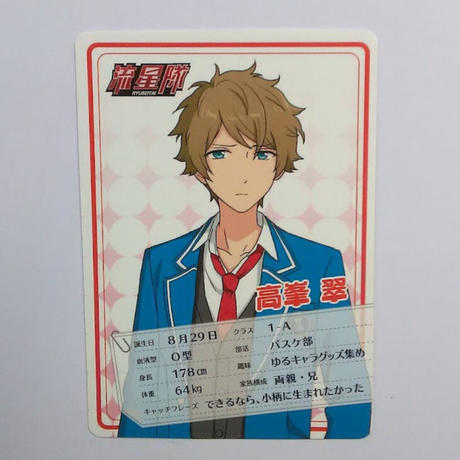 流星隊
RYUSEITAI
高峯 翠
誕生日 8月29日 クラス 1-A
血液型 O型 部活 バスケ部
身長 178cm 趣味 ゆるキャラグッズ集め
体重 64kg 家族構成 両親・兄
キャッチフレーズ できるなら、小柄に生まれたかった